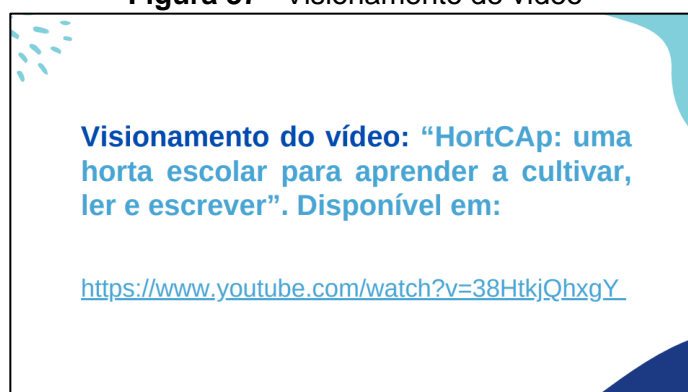 Visionamento do vídeo: “HortCAp: uma
horta escolar para aprender a cultivar,
ler e escrever”. Disponível em:
https://www.youtube.com/watch?v=38HtkjQhxgY